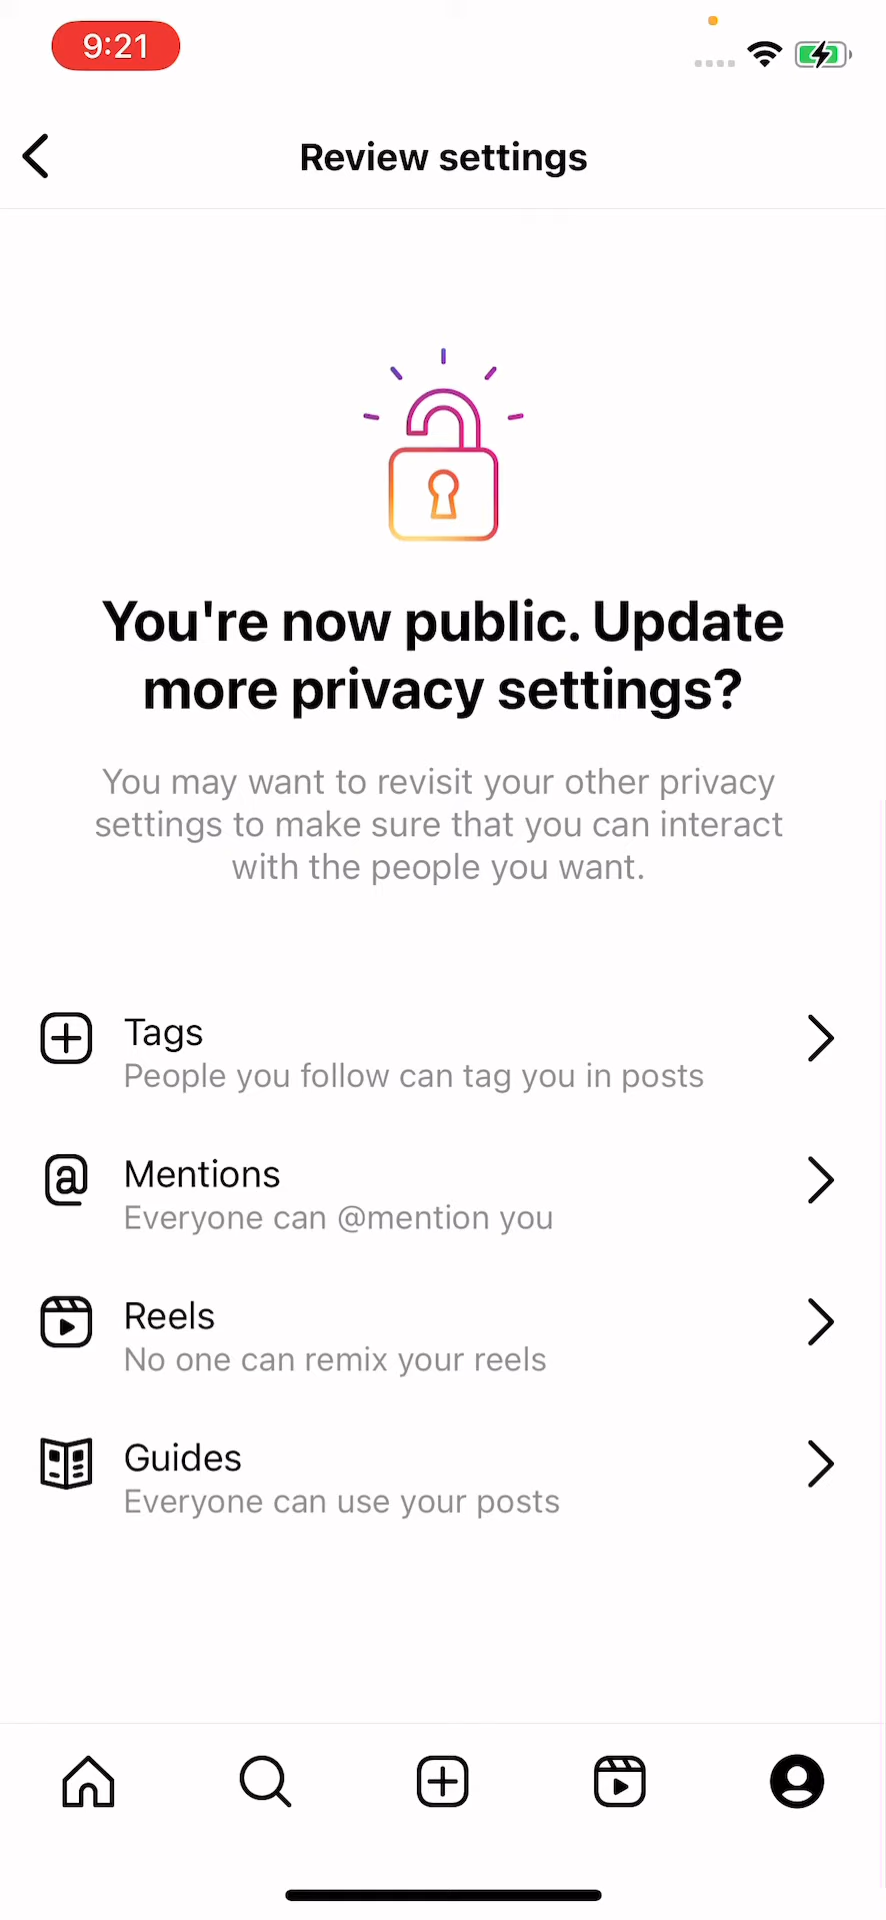 9:21
Review settings
You're now public. Update
more privacy settings?
You may want to revisit your other privacy
settings to make sure that you can interact
with the people you want.
Tags
People you follow can tag you in posts
Mentions
Everyone can @mention you
Reels
No one can remix your reels
Guides
Everyone can use your posts